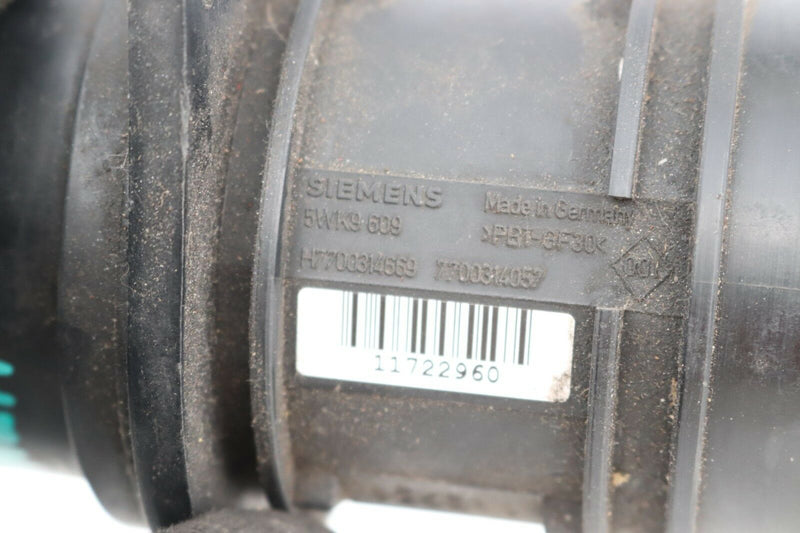 SIEMENS Made in Germany
5WK9 609 >PBT-GF30<
H7700314669 7700314057
11722960